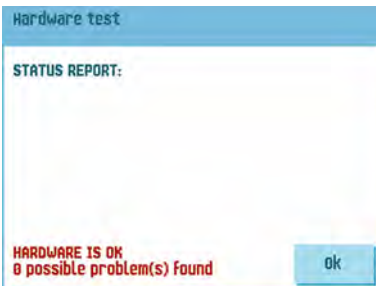 Hardware test
STATUS REPORT:
HARDWARE IS OK
0 possible problem(s) found
Ok